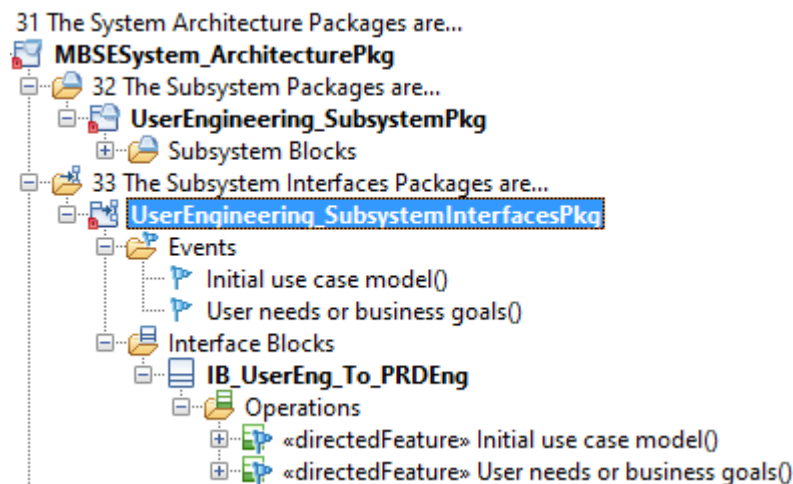 31 The System Architecture Packages are...
MBSESystem_ArchitecturePkg
32 The Subsystem Packages are...
UserEngineering_SubsystemPkg
Subsystem Blocks
33 The Subsystem Interfaces Packages are...
UserEngineering_SubsystemInterfacesPkg
Events
Initial use case model()
User needs or business goals()
Interface Blocks
IB_UserEng_To_PRDEng
Operations
«directedFeature» Initial use case model()
«directedFeature» User needs or business goals()